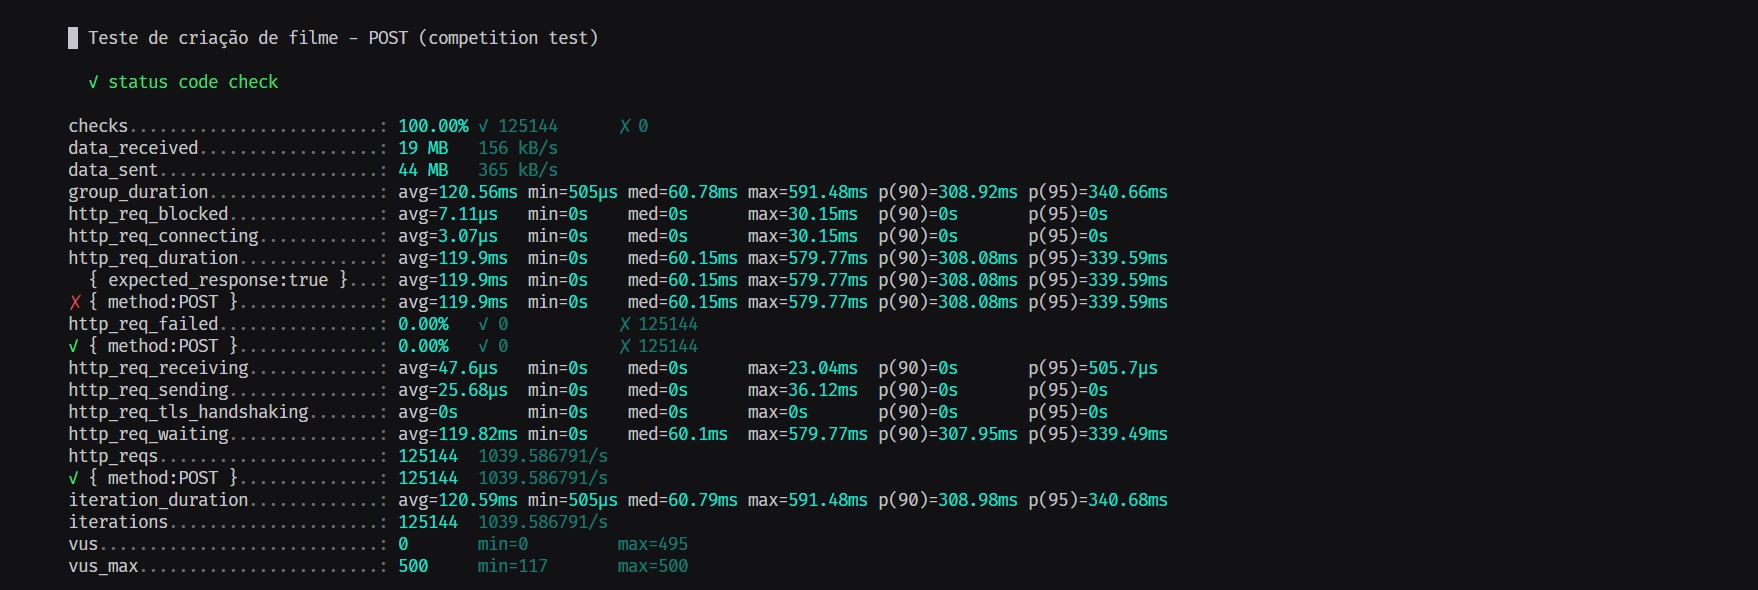 █ Teste de criação de filme - POST (competition test)
√ status code check
checks.........................: 100.00% √ 125144 ✗ 0
data_received..................: 19 MB 156 kB/s
data_sent......................: 44 MB 365 kB/s
group_duration.................: avg=120.56ms min=505µs med=60.78ms max=591.48ms p(90)=308.92ms p(95)=340.66ms
http_req_blocked...............: avg=7.11µs min=0s med=0s max=30.15ms p(90)=0s p(95)=0s
http_req_connecting............: avg=3.07µs min=0s med=0s max=30.15ms p(90)=0s p(95)=0s
http_req_duration..............: avg=119.9ms min=0s med=60.15ms max=579.77ms p(90)=308.08ms p(95)=339.59ms
{ expected_response:true }...: avg=119.9ms min=0s med=60.15ms max=579.77ms p(90)=308.08ms p(95)=339.59ms
✗ { method:POST }..............: avg=119.9ms min=0s med=60.15ms max=579.77ms p(90)=308.08ms p(95)=339.59ms
http_req_failed................: 0.00% √ 0 ✗ 125144
√ { method:POST }..............: 0.00% √ 0 ✗ 125144
http_req_receiving.............: avg=47.6µs min=0s med=0s max=23.04ms p(90)=0s p(95)=505.7µs
http_req_sending...............: avg=25.68µs min=0s med=0s max=36.12ms p(90)=0s p(95)=0s
http_req_tls_handshaking.......: avg=0s min=0s med=0s max=0s p(90)=0s p(95)=0s
http_req_waiting...............: avg=119.82ms min=0s med=60.1ms max=579.77ms p(90)=307.95ms p(95)=339.49ms
http_reqs......................: 125144 1039.586791/s
√ { method:POST }..............: 125144 1039.586791/s
iteration_duration.............: avg=120.59ms min=505µs med=60.79ms max=591.48ms p(90)=308.98ms p(95)=340.68ms
iterations.....................: 125144 1039.586791/s
vus............................: 0 min=0 max=495
vus_max........................: 500 min=117 max=500